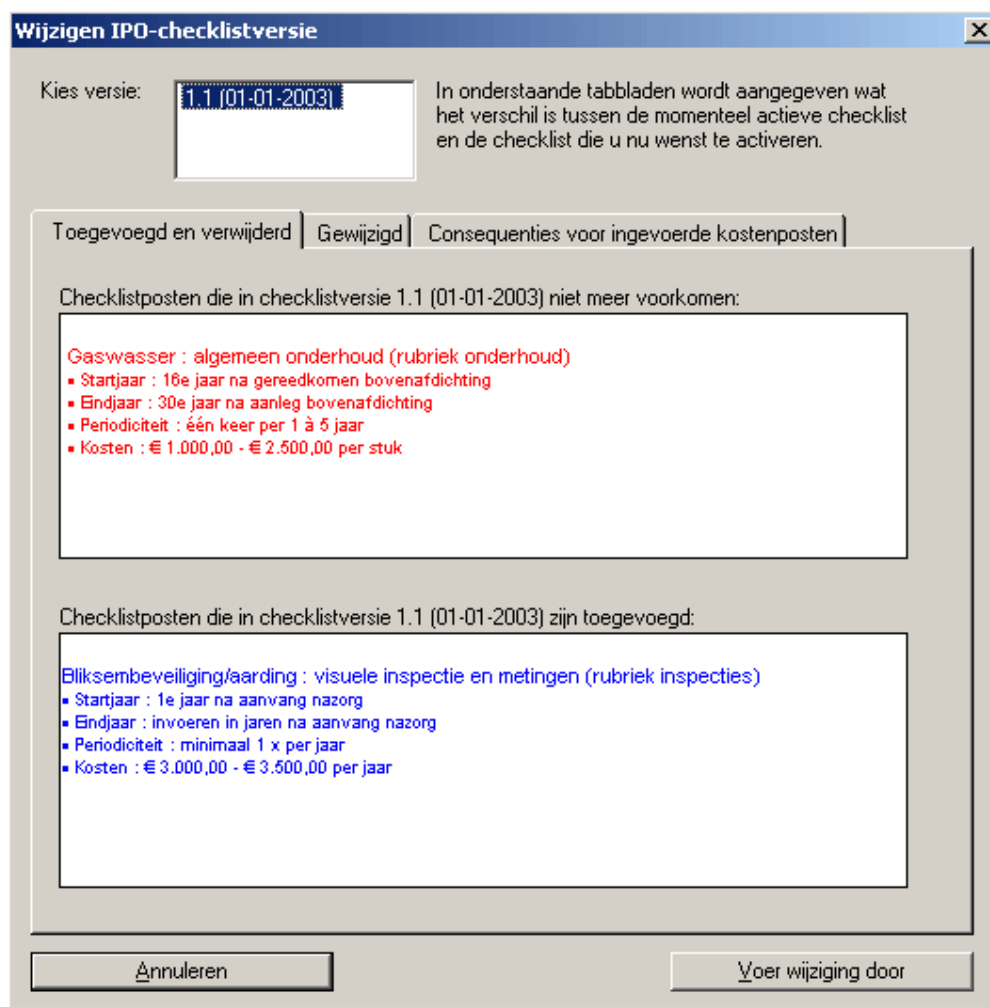 Wijzigen IPO-checklistversie
Kies versie:
1.1 (01-01-2003)
In onderstaande tabbladen wordt aangegeven wat
het verschil is tussen de momenteel actieve checklist
en de checklist die u nu wenst te activeren.
Toegevoegd en verwijderd
Gewijzigd
Consequenties voor ingevoerde kostenposten
Checklistposten die in checklistversie 1.1 (01-01-2003) niet meer voorkomen:
Gaswasser : algemeen onderhoud (rubriek onderhoud)
▪ Startjaar : 16e jaar na gereedkomen bovenafdichting
▪ Eindjaar : 30e jaar na aanleg bovenafdichting
▪ Periodiciteit : één keer per 1 à 5 jaar
▪ Kosten : € 1.000,00 - € 2.500,00 per stuk
Checklistposten die in checklistversie 1.1 (01-01-2003) zijn toegevoegd:
Bliksembeveiliging/aarding : visuele inspectie en metingen (rubriek inspecties)
▪ Startjaar : 1e jaar na aanvang nazorg
▪ Eindjaar : invoeren in jaren na aanvang nazorg
▪ Periodiciteit : minimaal 1 x per jaar
▪ Kosten : € 3.000,00 - € 3.500,00 per jaar
Annuleren
Voer wijziging door